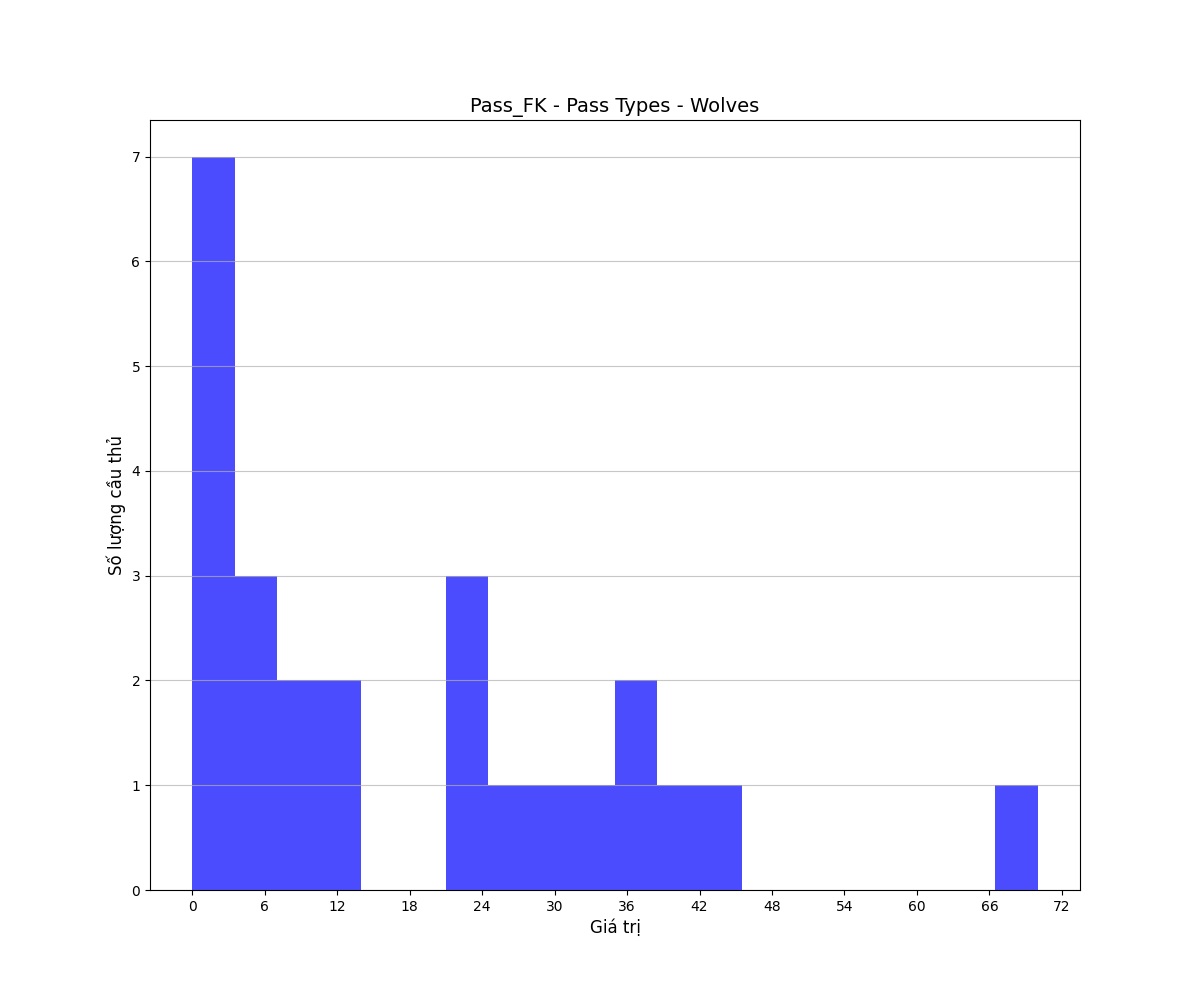 Pass_FK - Pass Types - Wolves
7
6
5
4
3
2
1
0
Số lượng cầu thủ
0 6 12 18 24 30 36 42 48 54 60 66 72
Giá trị